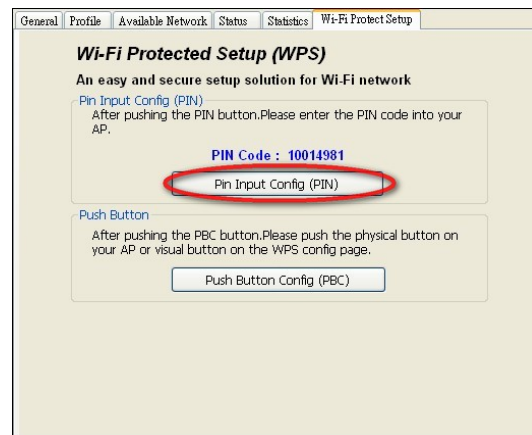 General Profile Available Network Status Statistics Wi-Fi Protect Setup
Wi-Fi Protected Setup (WPS)
An easy and secure setup solution for Wi-Fi network
Pin Input Config (PIN)
After pushing the PIN button.Please enter the PIN code into your
AP.
PIN Code : 10014981
Pin Input Config (PIN)
Push Button
After pushing the PBC button.Please push the physical button on
your AP or visual button on the WPS config page.
Push Button Config (PBC)